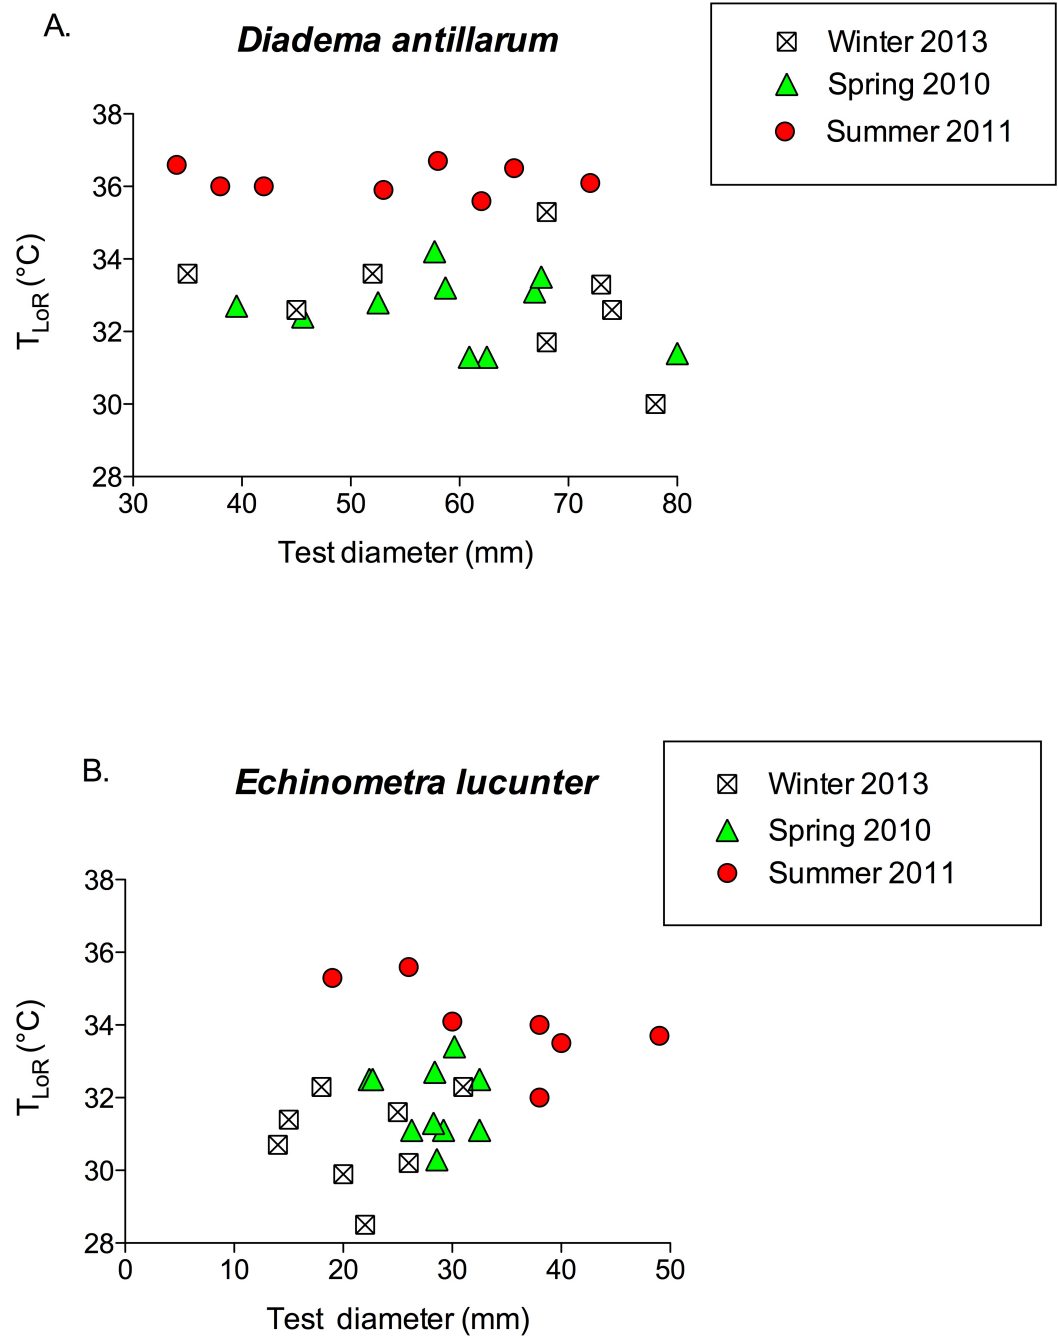 A.
Diadema antillarum
Winter 2013
Spring 2010
Summer 2011
38
36
34
32
30
28
T_LoR (°C)
30 40 50 60 70 80
Test diameter (mm)
B.
Echinometra lucunter
Winter 2013
Spring 2010
Summer 2011
38
36
34
32
30
28
T_LoR (°C)
0 10 20 30 40 50
Test diameter (mm)